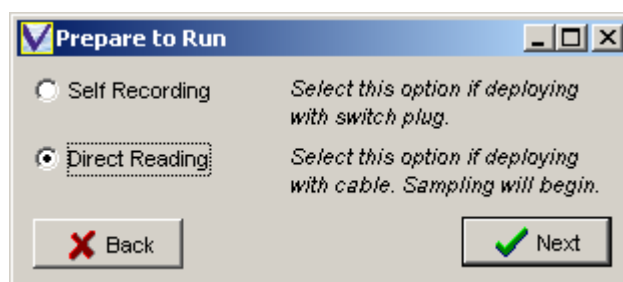 Prepare to Run
Self Recording
Select this option if deploying
with switch plug.
Direct Reading
Select this option if deploying
with cable. Sampling will begin.
Back
Next